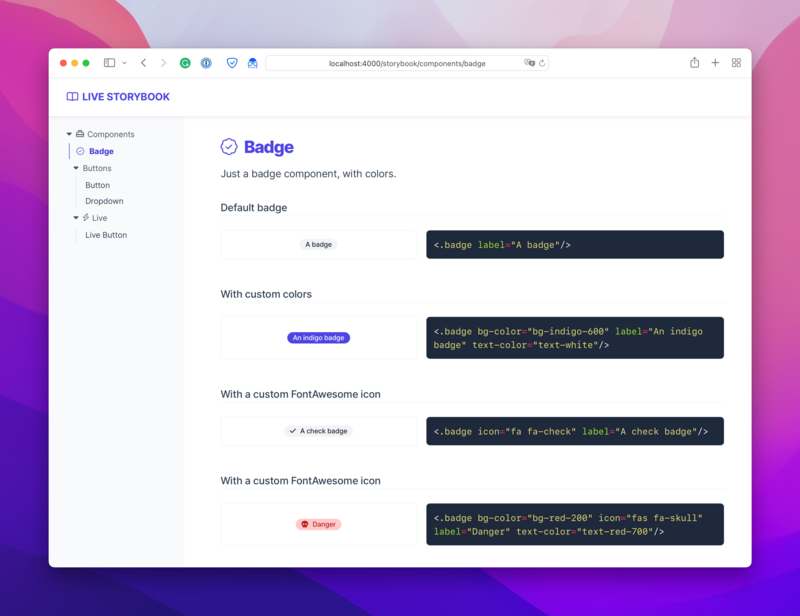 localhost:4000/storybook/components/badge
LIVE STORYBOOK
Components
Badge
Buttons
Button
Dropdown
Live
Live Button
Badge
Just a badge component, with colors.
Default badge
A badge
<.badge label="A badge"/>
With custom colors
An indigo badge
<.badge bg-color="bg-indigo-600" label="An indigo
badge" text-color="text-white"/>
With a custom FontAwesome icon
A check badge
<.badge icon="fa fa-check" label="A check badge"/>
With a custom FontAwesome icon
Danger
<.badge bg-color="bg-red-200" icon="fas fa-skull"
label="Danger" text-color="text-red-700"/>